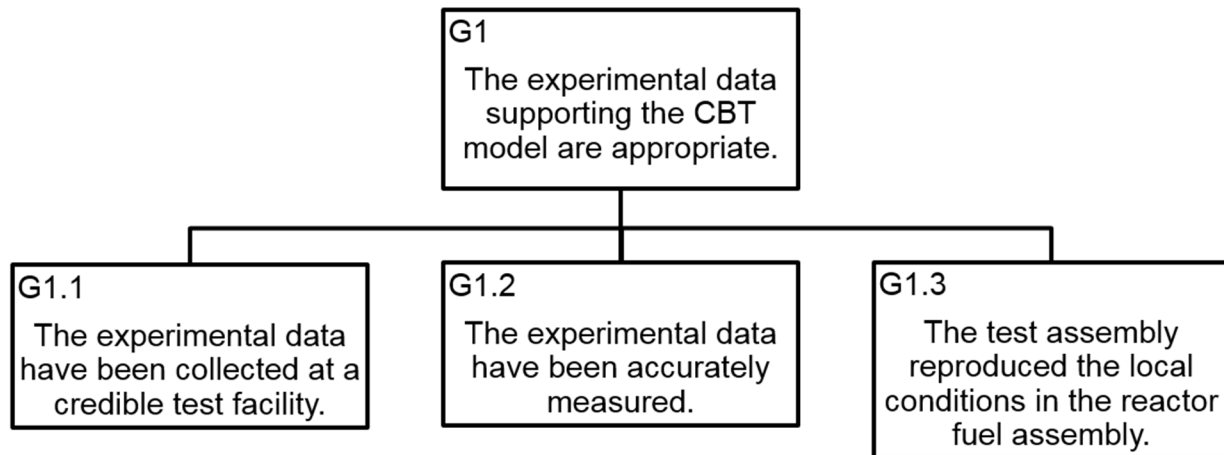 G1
The experimental data
supporting the CBT
model are appropriate.
G1.1
The experimental data
have been collected at a
credible test facility.
G1.2
The experimental data
have been accurately
measured.
G1.3
The test assembly
reproduced the local
conditions in the reactor
fuel assembly.